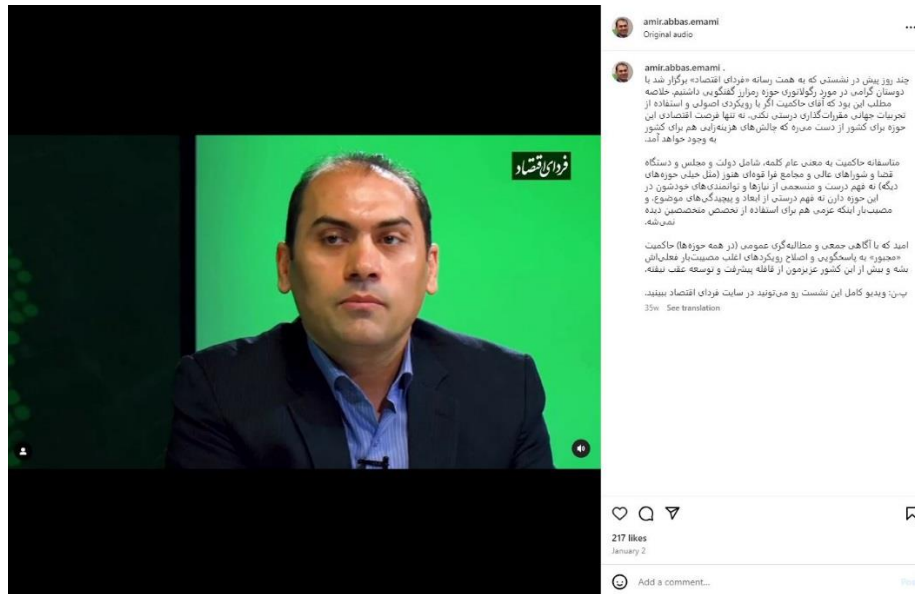 فردای اقتصاد
amir.abbas.emami
Original audio
amir.abbas.emami .
چند روز پیش در نشستی که به همت رسانه «فردای اقتصاد» برگزار شد با
دوستان گرامی در مورد رگولاتوری حوزه رمزارز گفتگویی داشتیم. خلاصه
مطلب این بود که آقای حاکمیت اگر با رویکردی اصولی و استفاده از
تجربیات جهانی مقررات‌گذاری درستی نکنی، نه تنها فرصت اقتصادی این
حوزه برای کشور از دست می‌ره که چالش‌های هزینه‌زایی هم برای کشور
به وجود خواهد آمد.
متاسفانه حاکمیت به معنی عام کلمه، شامل دولت و مجلس و دستگاه
قضا و شوراهای عالی و مجامع فرا قوه‌ای هنوز (مثل خیلی حوزه‌های
دیگه) نه فهم درست و منسجمی از نیازها و توانمندی‌های خودشون در
این حوزه دارن نه فهم درستی از ابعاد و پیچیدگی‌های موضوع. و
مصیب‌بار اینکه عزمی هم برای استفاده از تخصص متخصصین دیده
نمی‌شه.
امید که با آگاهی جمعی و مطالبه‌گری عمومی (در همه حوزه‌ها) حاکمیت
«مجبور» به پاسخگویی و اصلاح رویکردهای اغلب مصیبت‌بار فعلی‌اش
بشه و بیش از این کشور عزیزمون از قافله پیشرفت و توسعه عقب نیفته.
پ.ن: ویدیو کامل این نشست رو می‌تونید در سایت فردای اقتصاد ببینید.
35w See translation
217 likes
January 2
Add a comment...